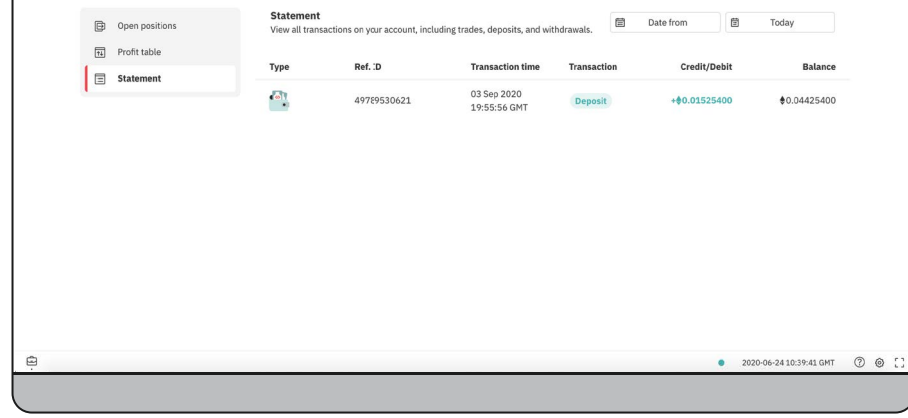 Open positions
Profit table
Statement
Statement
View all transactions on your account, including trades, deposits, and withdrawals.
Date from
Today
Type Ref. ID Transaction time Transaction Credit/Debit Balance
49789530621 03 Sep 2020 Deposit +0.01525400 0.04425400
19:55:56 GMT
2020-06-24 10:39:41 GMT